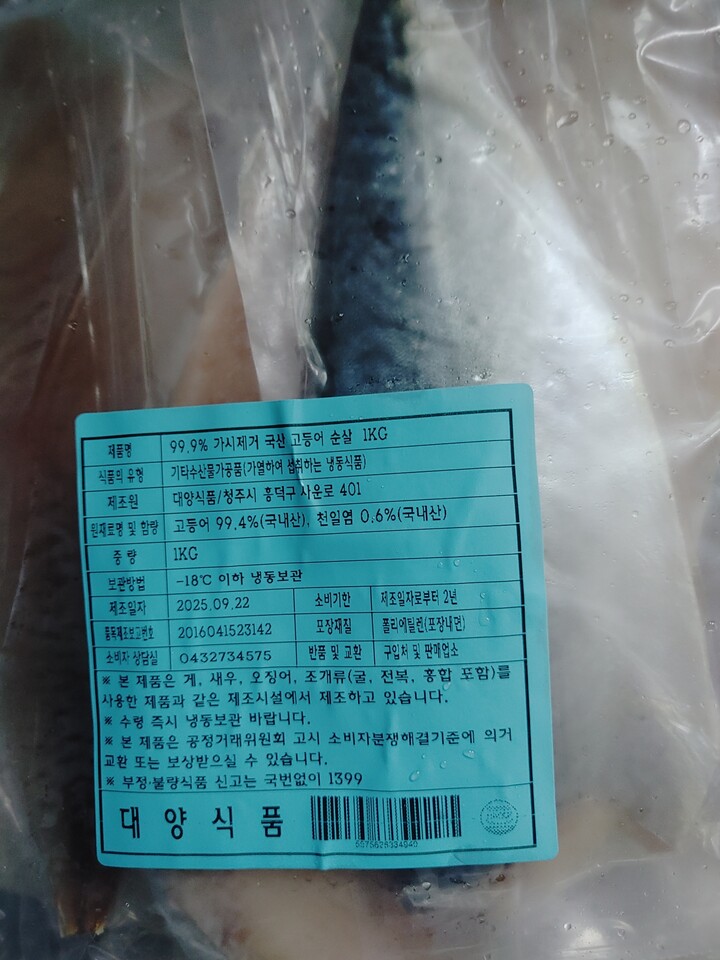 제품명 99.9% 가시제거 국산 고등어 순살 1KG
식품의 유형 기타수산물가공품(가열하여 섭취하는 냉동식품)
제조원 대양식품/청주시 흥덕구 사운로 401
원재료명 및 함량 고등어 99.4%(국내산), 천일염 0.6%(국내산)
중량 1KG
보관방법 -18℃ 이하 냉동보관
제조일자 2025.09.22 소비기한 제조일자로부터 2년
품목제조보고번호 2016041523142 포장재질 폴리에틸렌(포장내면)
소비자 상담실 0432734575 반품 및 교환 구입처 및 판매업소
※ 본 제품은 게, 새우, 오징어, 조개류(굴, 전복, 홍합 포함)를
사용한 제품과 같은 제조시설에서 제조하고 있습니다.
※ 수령 즉시 냉동보관 바랍니다.
※ 본 제품은 공정거래위원회 고시 소비자분쟁해결기준에 의거
교환 또는 보상받으실 수 있습니다.
※ 부정·불량식품 신고는 국번없이 1399
대양식품